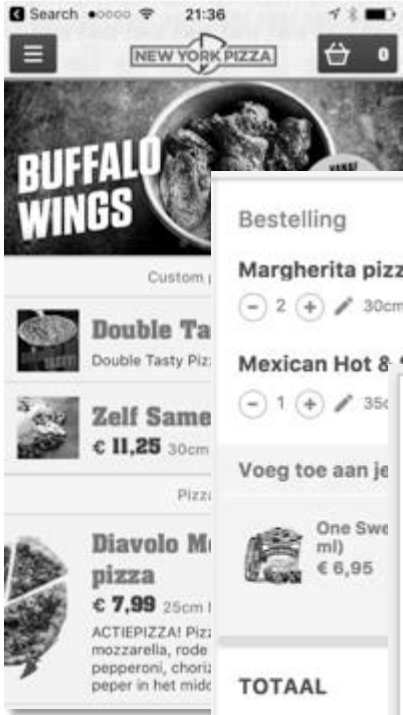 Search
21:36
NEW YORK PIZZA
0
BUFFALO
WINGS
Custom
Double Ta
Double Tasty Piz
Zelf Same
€ 11,25 30cm
Pizza
Diavolo M
pizza
€ 7,99 25cm
ACTIEPIZZA! Piz
mozzarella, rode
pepperoni, choriz
peper in het midd
Bestelling
Margherita pizz
- 2 + 30cm
Mexican Hot &
- 1 + 35c
Voeg toe aan je
One Swe
ml)
€ 6,95
TOTAAL